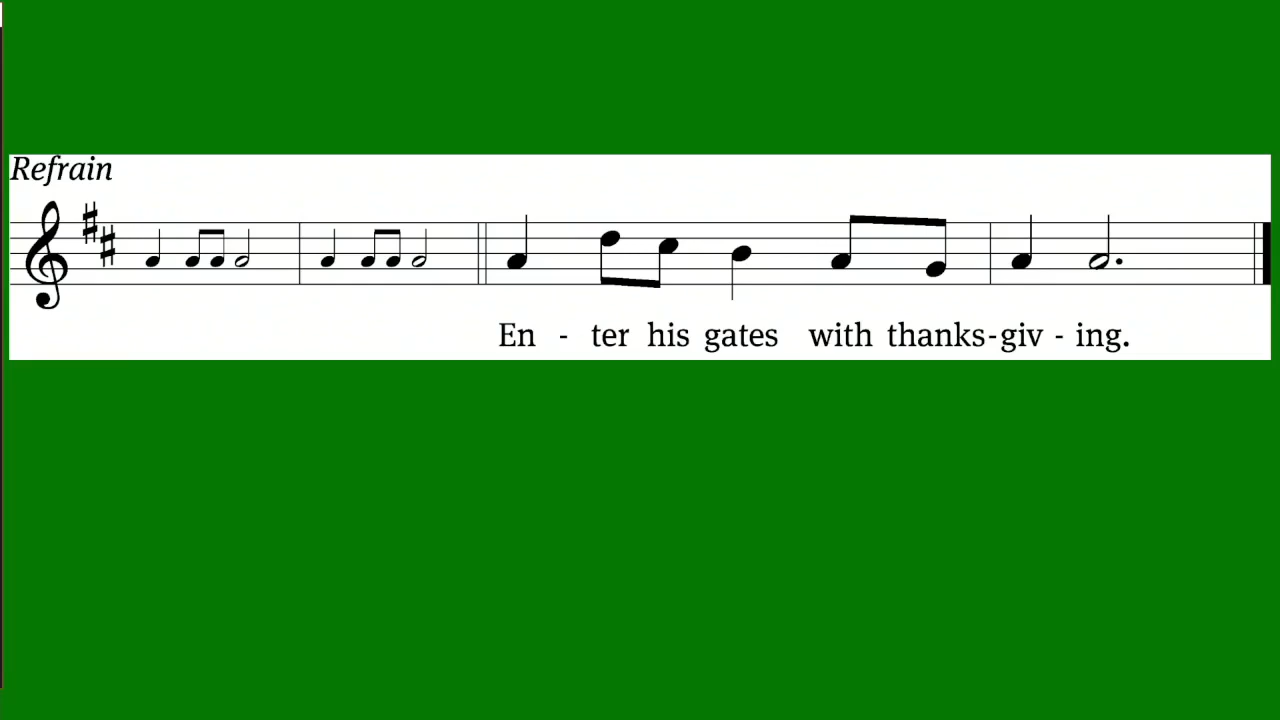 Refrain
En - ter his gates with thanks-giv - ing.